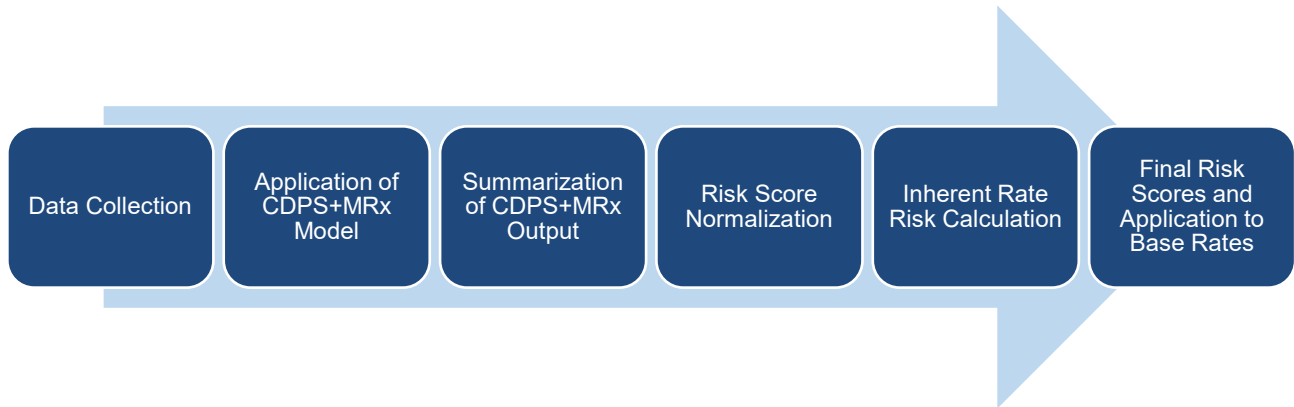 Data Collection
Application of
CDPS+MRx
Model
Summarization
of CDPS+MRx
Output
Risk Score
Normalization
Inherent Rate
Risk Calculation
Final Risk
Scores and
Application to
Base Rates